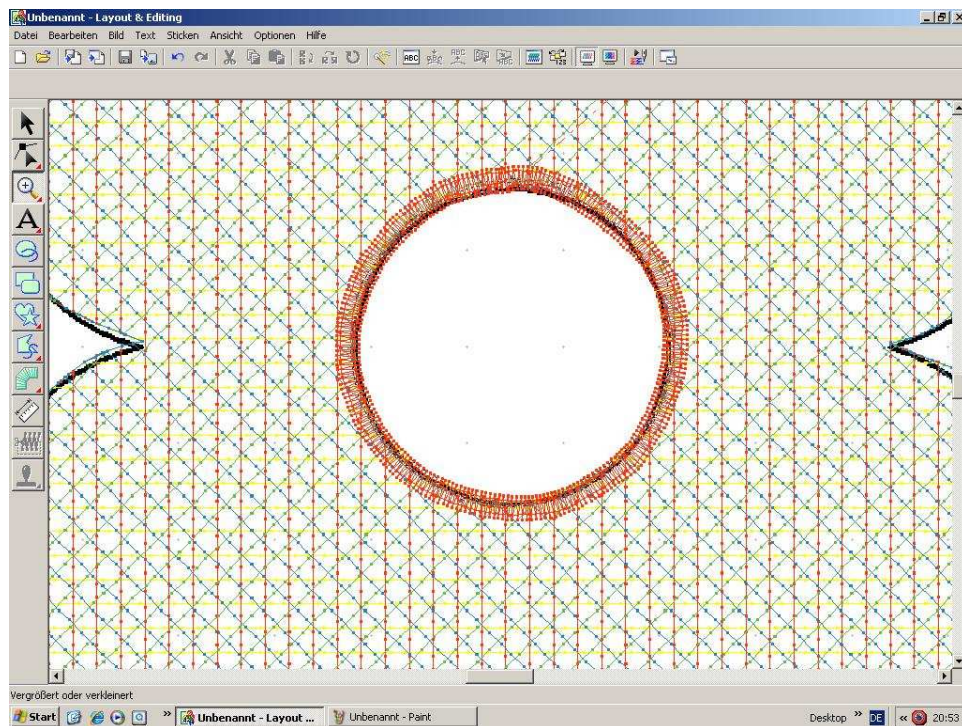 Unbenannt - Layout & Editing
Datei Bearbeiten Bild Text Sticken Ansicht Optionen Hilfe
ABC
A
Vergrößert oder verkleinert
Start » Unbenannt - Layout ... Unbenannt - Paint Desktop » DE « 20:53